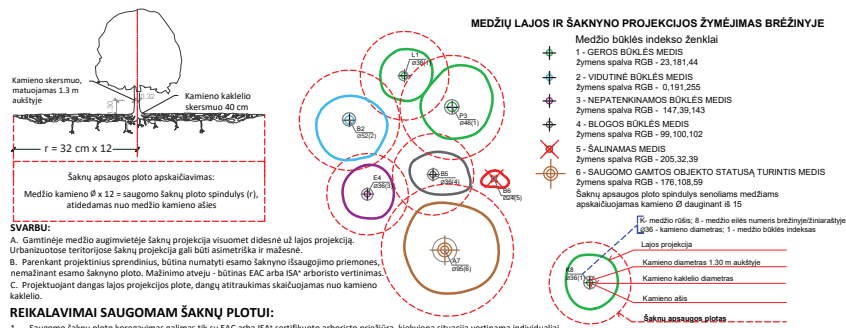 MEDŽIŲ LAJOS IR ŠAKNYNO PROJEKCIJOS ŽYMĖJIMAS BRĖŽINYJE
Medžio būklės indekso ženklai
1 - GEROS BŪKLĖS MEDIS
žymens spalva RGB - 23,181,44
2 - VIDUTINĖ BŪKLĖS MEDIS
žymens spalva RGB - 0,191,255
3 - NEPATEIKINAMOS BŪKLĖS MEDIS
žymens spalva RGB - 147,39,143
4 - BLOGOS BŪKLĖS MEDIS
žymens spalva RGB - 99,100,102
5 - ŠALINAMAS MEDIS
žymens spalva RGB - 205,32,39
6 - SAUGOMO GAMTOS OBJEKTO STATUSĄ TURINTIS MEDIS
žymens spalva RGB - 176,108,59
Šaknų apsaugos ploto spindulys senoliams medžiams
apskaičiuojamas kamieno Ø dauginant iš 15
K- medžio rūšis; 8 - medžio eilės numeris brėžinyje/žiniaraštyje
ø36 - kamieno diametras; 1 - medžio būklės indeksas
Lajos projekcija
Kamieno diametras 1.30 m aukštyje
Kamieno kaklelio diametras
Kamieno ašis
Šaknų apsaugos plotas
K8
ø36(1)
L1
ø36(1)
P3
ø46(1)
B2
ø52(2)
E4
ø36(3)
B5
ø39(4)
B6
ø24(5)
A7
ø95(6)
Kamieno skersmuo,
matuojamas 1.3 m
aukštyje
0.32
Kamieno kaklelio
skersmuo 40 cm
r = 32 cm x 12
Šaknų apsaugos ploto apskaičiavimas:
Medžio kamieno Ø x 12 = saugomo šaknų ploto spindulys (r),
atidedamas nuo medžio kamieno ašies
SVARBU:
A. Gamtinėje medžio augimvietėje šaknų projekcija visuomet didesnė už lajos projekciją.
Urbanizuotose teritorijose šaknų projekcija gali būti asimetriška ir mažesnė.
B. Parenkant projektinius sprendinius, būtina numatyti esamo šaknyno išsaugojimo priemones,
nemažinant esamo šaknyno ploto. Mažinimo atveju - būtinas EAC arba ISA* arboristo vertinimas.
C. Projektuojant dangas lajos projekcijos plote, dangų atitraukimas skaičiuojamas nuo kamieno
kaklelio.
REIKALAVIMAI SAUGOMAM ŠAKNŲ PLOTUI: